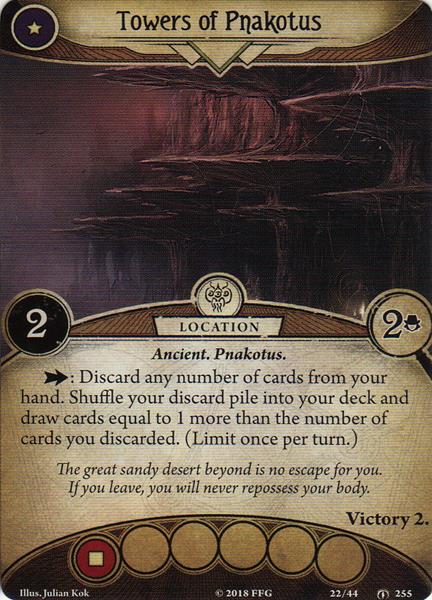 Towers of Pnakotus
LOCATION
2
2
Ancient. Pnakotus.
: Discard any number of cards from your
hand. Shuffle your discard pile into your deck and
draw cards equal to 1 more than the number of
cards you discarded. (Limit once per turn.)
The great sandy desert beyond is no escape for you.
If you leave, you will never repossess your body.
Victory 2.
Illus. Julian Kok
© 2018 FFG
22/44
255